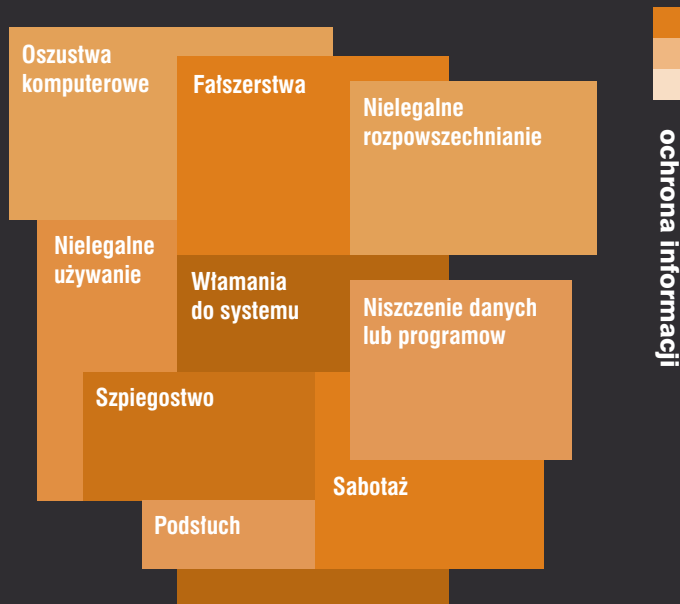 Oszustwa
komputerowe
Fałszerstwa
Nielegalne
rozpowszechnianie
Nielegalne
używanie
Włamania
do systemu
Niszczenie danych
lub programow
Szpiegostwo
Sabotaż
Podsłuch
ochrona informacji